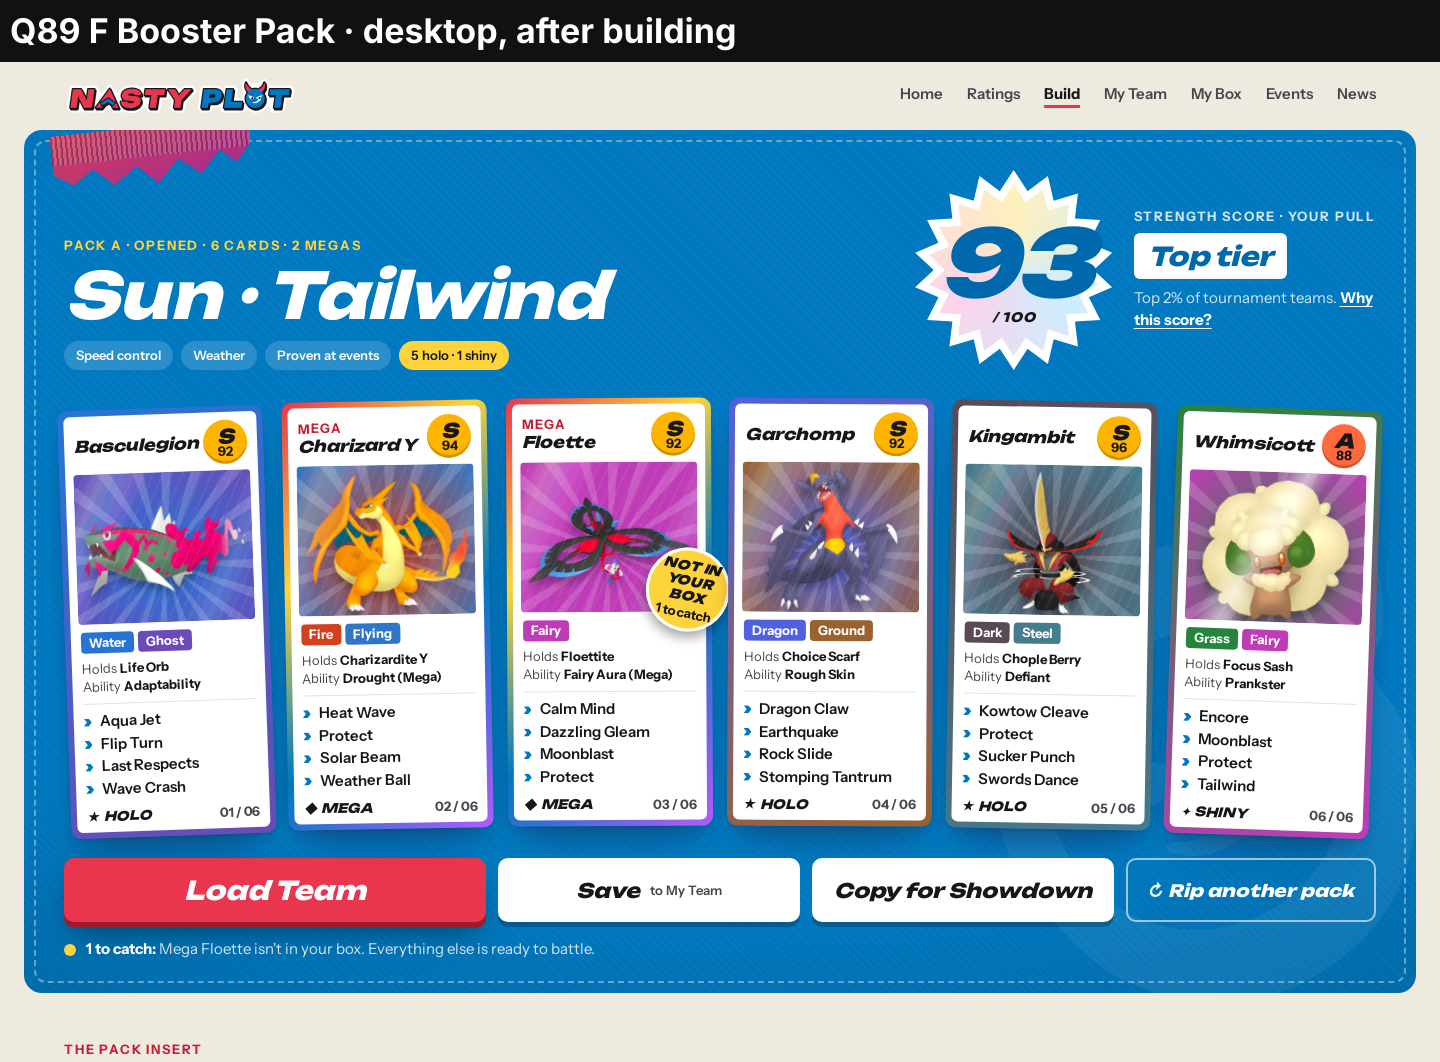 Q89 F Booster Pack · desktop, after building
NASTY PLOT
Home Ratings Build My Team My Box Events News
PACK A · OPENED · 6 CARDS · 2 MEGAS
Sun · Tailwind
Speed control Weather Proven at events 5 holo · 1 shiny
93
/ 100
STRENGTH SCORE · YOUR PULL
Top tier
Top 2% of tournament teams. Why
this score?
Basculegion
S
92
Water Ghost
Holds Life Orb
Ability Adaptability
» Aqua Jet
» Flip Turn
» Last Respects
» Wave Crash
★ HOLO 01 / 06
MEGA
Charizard Y
S
94
Fire Flying
Holds Charizardite Y
Ability Drought (Mega)
» Heat Wave
» Protect
» Solar Beam
» Weather Ball
◆ MEGA 02 / 06
MEGA
Floette
S
92
NOT IN
YOUR
BOX
1 to catch
Fairy
Holds Floettite
Ability Fairy Aura (Mega)
» Calm Mind
» Dazzling Gleam
» Moonblast
» Protect
◆ MEGA 03 / 06
Garchomp
S
92
Dragon Ground
Holds Choice Scarf
Ability Rough Skin
» Dragon Claw
» Earthquake
» Rock Slide
» Stomping Tantrum
★ HOLO 04 / 06
Kingambit
S
96
Dark Steel
Holds Chople Berry
Ability Defiant
» Kowtow Cleave
» Protect
» Sucker Punch
» Swords Dance
★ HOLO 05 / 06
Whimsicott
A
88
Grass Fairy
Holds Focus Sash
Ability Prankster
» Encore
» Moonblast
» Protect
» Tailwind
✦ SHINY 06 / 06
Load Team
Save to My Team
Copy for Showdown
↻ Rip another pack
1 to catch: Mega Floette isn't in your box. Everything else is ready to battle.
THE PACK INSERT